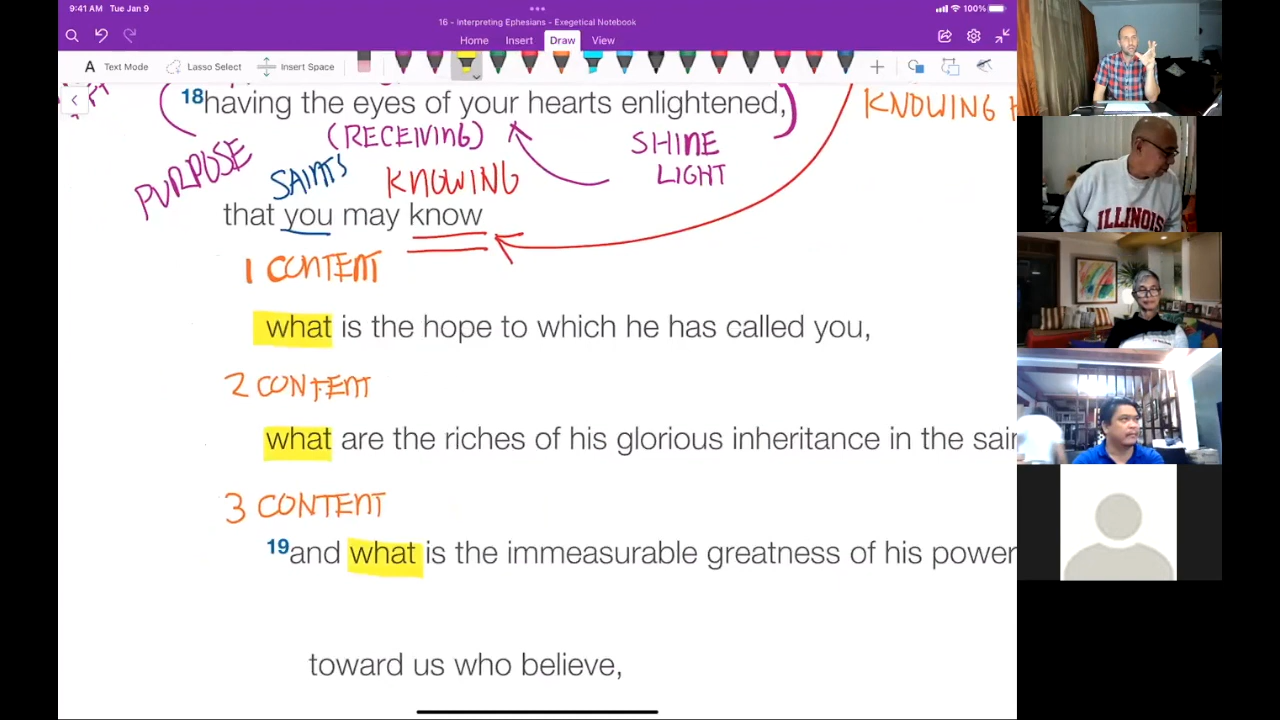 9:41 AM Tue Jan 9
100%
16 - Interpreting Ephesians - Exegetical Notebook
Home Insert Draw View
A Text Mode Lasso Select Insert Space
18having the eyes of your hearts enlightened,
KNOWING
(RECEIVING) SHINE
LIGHT
PURPOSE
SAINTS KNOWING
that you may know
1 CONTENT
what is the hope to which he has called you,
2 CONTENT
what are the riches of his glorious inheritance in the sain
3 CONTENT
19and what is the immeasurable greatness of his power
toward us who believe,
ILLINOIS